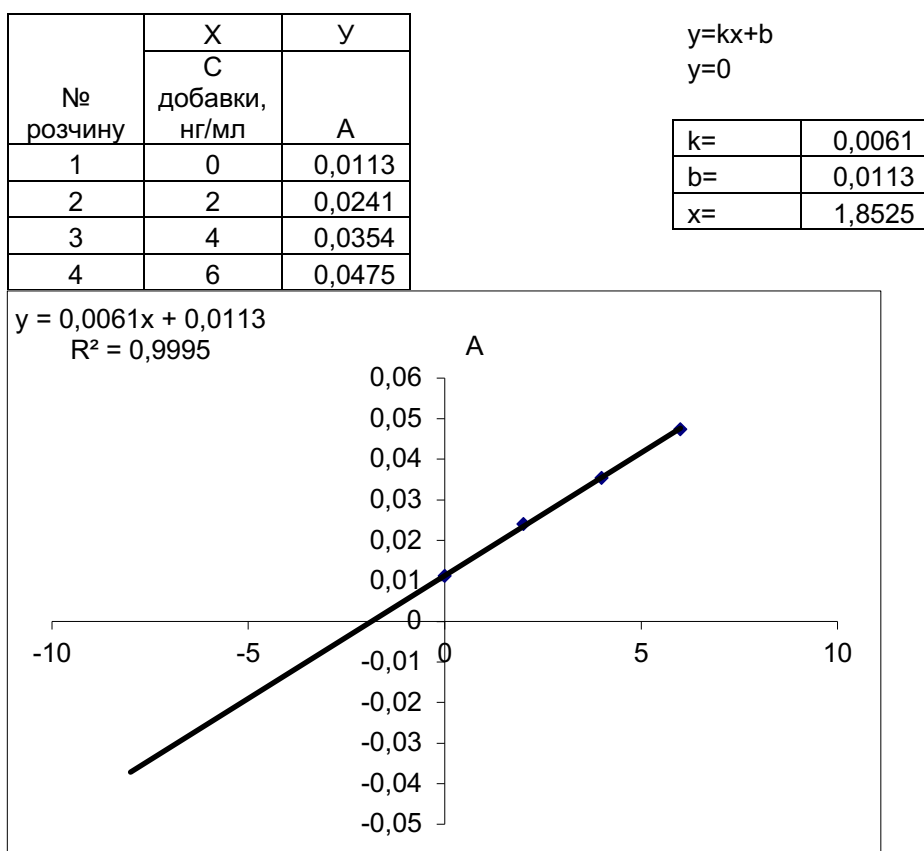 Х У
№ розчину С добавки, нг/мл А
1 0 0,0113
2 2 0,0241
3 4 0,0354
4 6 0,0475
y=kx+b
y=0
k= 0,0061
b= 0,0113
x= 1,8525
y = 0,0061x + 0,0113
R² = 0,9995
А
0,06
0,05
0,04
0,03
0,02
0,01
0
-10 -5 0 5 10
-0,01
-0,02
-0,03
-0,04
-0,05